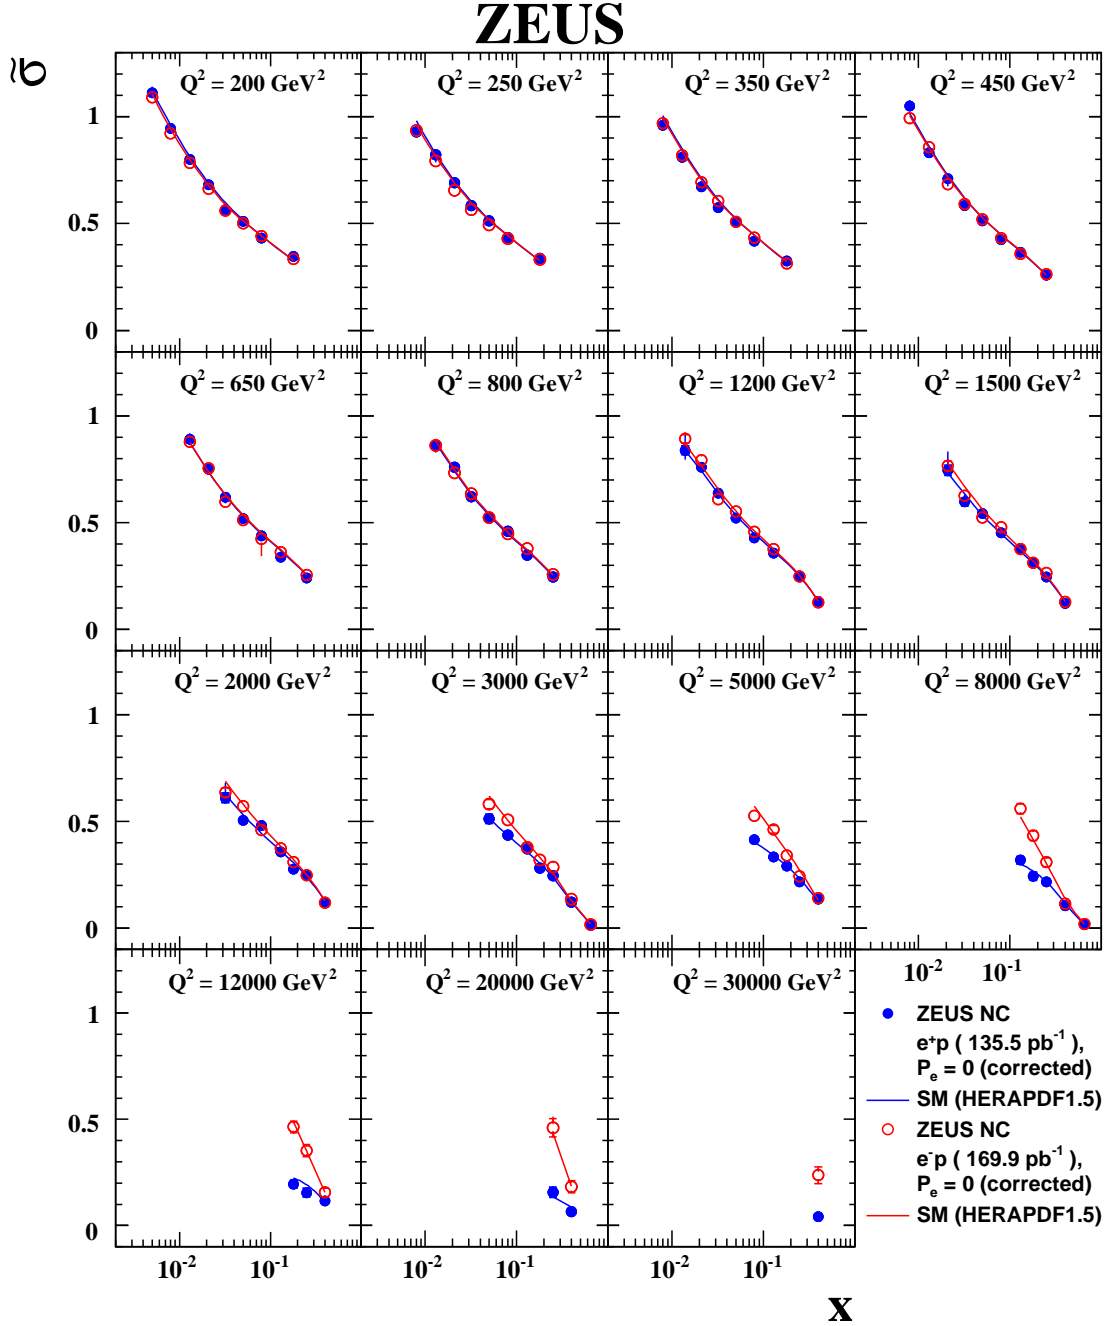 ZEUS
σ̃
Q² = 200 GeV²
Q² = 250 GeV²
Q² = 350 GeV²
Q² = 450 GeV²
1
0.5
0
Q² = 650 GeV²
Q² = 800 GeV²
Q² = 1200 GeV²
Q² = 1500 GeV²
1
0.5
0
Q² = 2000 GeV²
Q² = 3000 GeV²
Q² = 5000 GeV²
Q² = 8000 GeV²
1
0.5
0
10⁻² 10⁻¹
Q² = 12000 GeV²
Q² = 20000 GeV²
Q² = 30000 GeV²
1
0.5
0
10⁻² 10⁻¹
10⁻² 10⁻¹
10⁻² 10⁻¹
x
ZEUS NC
e⁺p ( 135.5 pb⁻¹ ),
Pₑ = 0 (corrected)
SM (HERAPDF1.5)
ZEUS NC
e⁻p ( 169.9 pb⁻¹ ),
Pₑ = 0 (corrected)
SM (HERAPDF1.5)